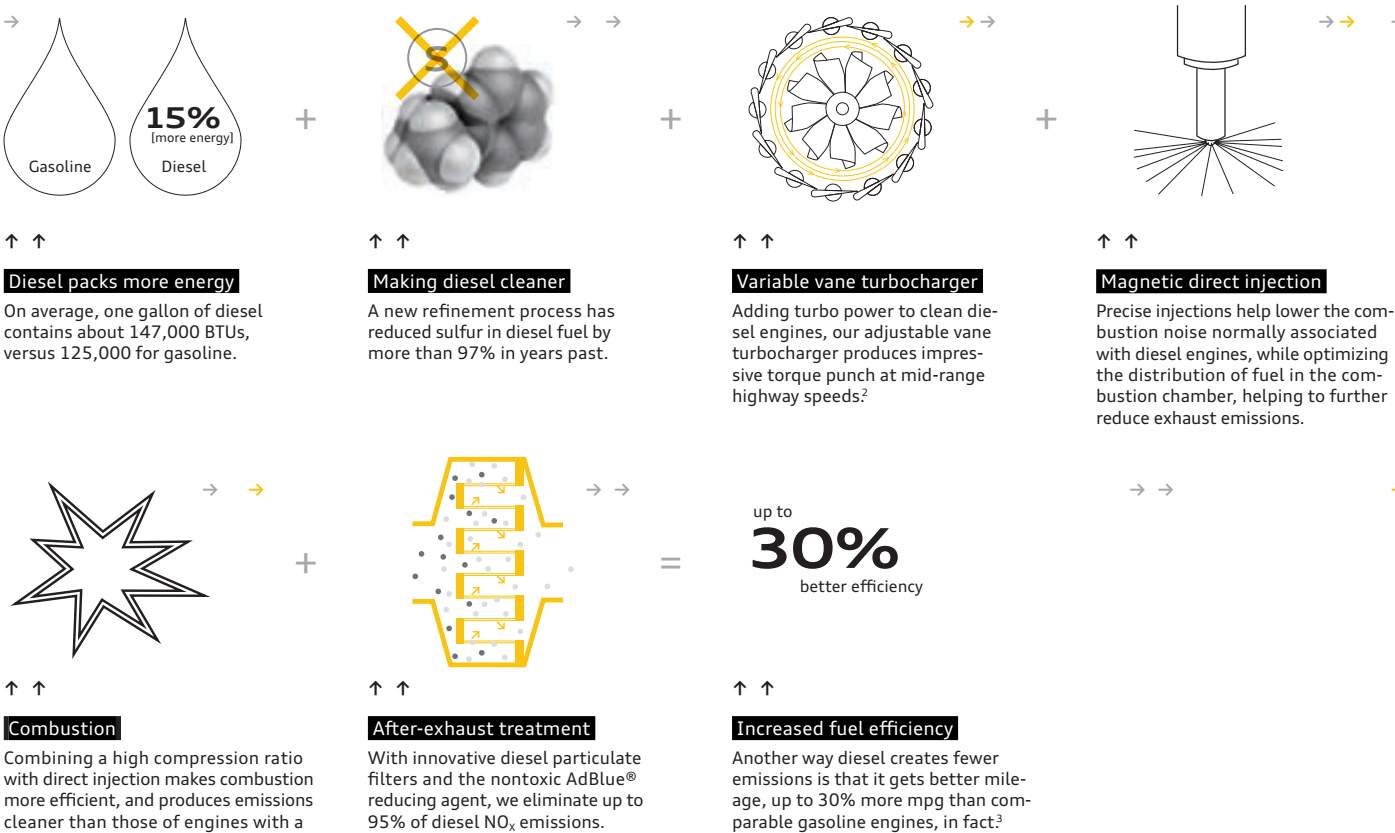 Gasoline
15%
[more energy]
Diesel
S
Diesel packs more energy
On average, one gallon of diesel
contains about 147,000 BTUs,
versus 125,000 for gasoline.
Making diesel cleaner
A new refinement process has
reduced sulfur in diesel fuel by
more than 97% in years past.
Variable vane turbocharger
Adding turbo power to clean die-
sel engines, our adjustable vane
turbocharger produces impres-
sive torque punch at mid-range
highway speeds.²
Magnetic direct injection
Precise injections help lower the com-
bustion noise normally associated
with diesel engines, while optimizing
the distribution of fuel in the com-
bustion chamber, helping to further
reduce exhaust emissions.
up to
30%
better efficiency
Combustion
Combining a high compression ratio
with direct injection makes combustion
more efficient, and produces emissions
cleaner than those of engines with a
After-exhaust treatment
With innovative diesel particulate
filters and the nontoxic AdBlue®
reducing agent, we eliminate up to
95% of diesel NOₓ emissions.
Increased fuel efficiency
Another way diesel creates fewer
emissions is that it gets better mile-
age, up to 30% more mpg than com-
parable gasoline engines, in fact.³